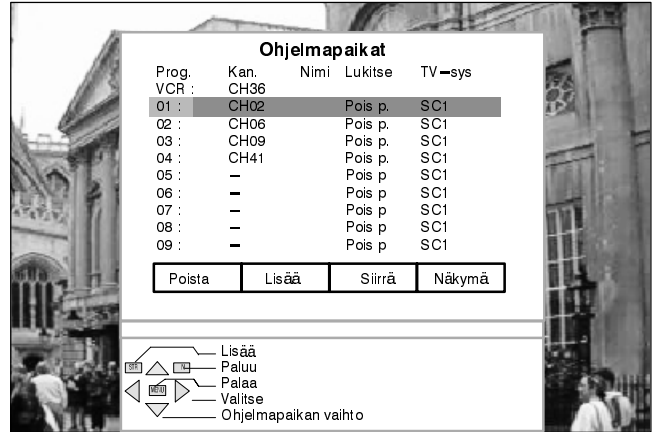 Ohjelmapaikat
Prog. Kan. Nimi Lukitse TV–sys
VCR : CH36
01 : CH02 Pois p. SC1
02 : CH06 Pois p. SC1
03 : CH09 Pois p. SC1
04 : CH41 Pois p. SC1
05 : – Pois p SC1
06 : – Pois p SC1
07 : – Pois p SC1
08 : – Pois p SC1
09 : – Pois p SC1
Poista Lisää Siirrä Näkymä
Lisää
STR N Paluu
MENU Palaa
Valitse
Ohjelmapaikan vaihto